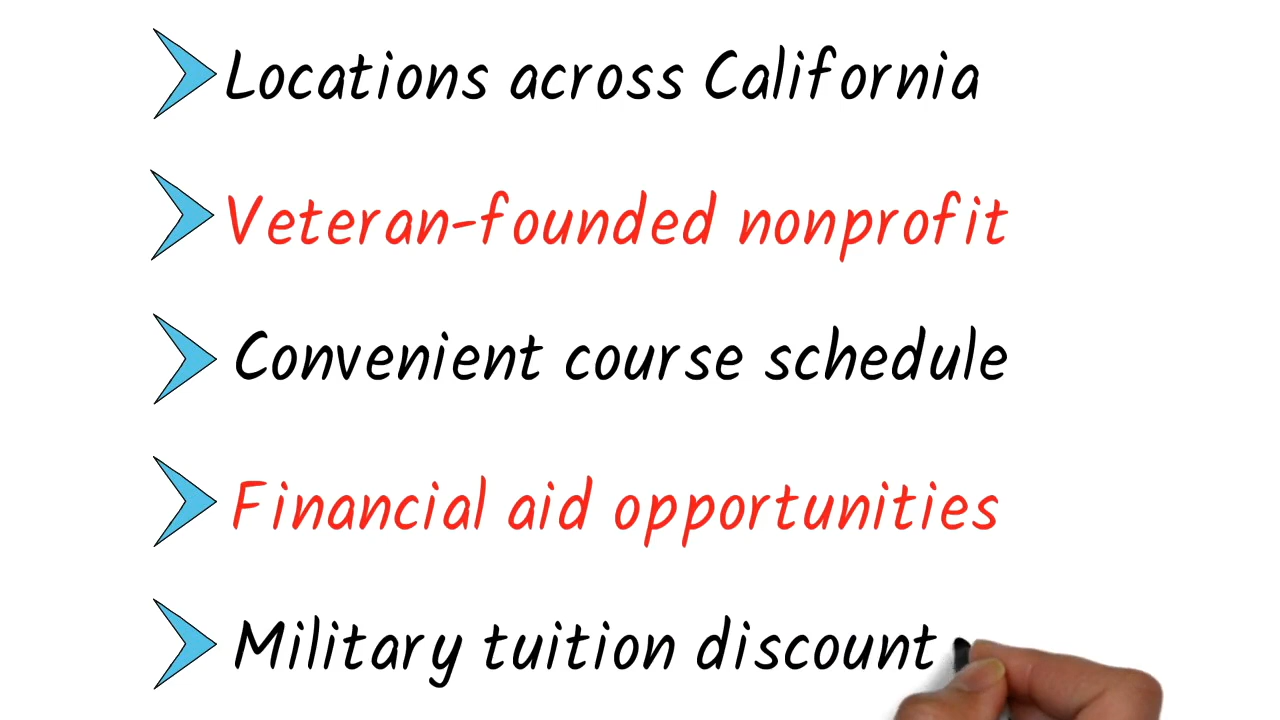 Locations across California
Veteran-founded nonprofit
Convenient course schedule
Financial aid opportunities
Military tuition discount